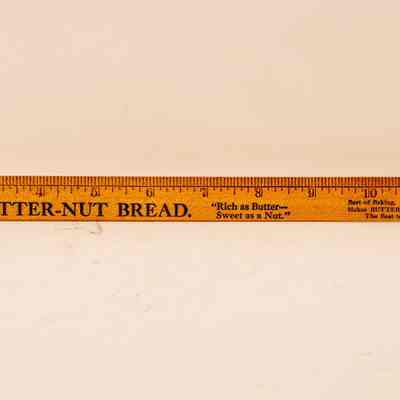 4 5 6 7 8 9 10
TTER-NUT BREAD.
"Rich as Butter—
Sweet as a Nut."
Best of Baking,
Makes BUTTER
The Best